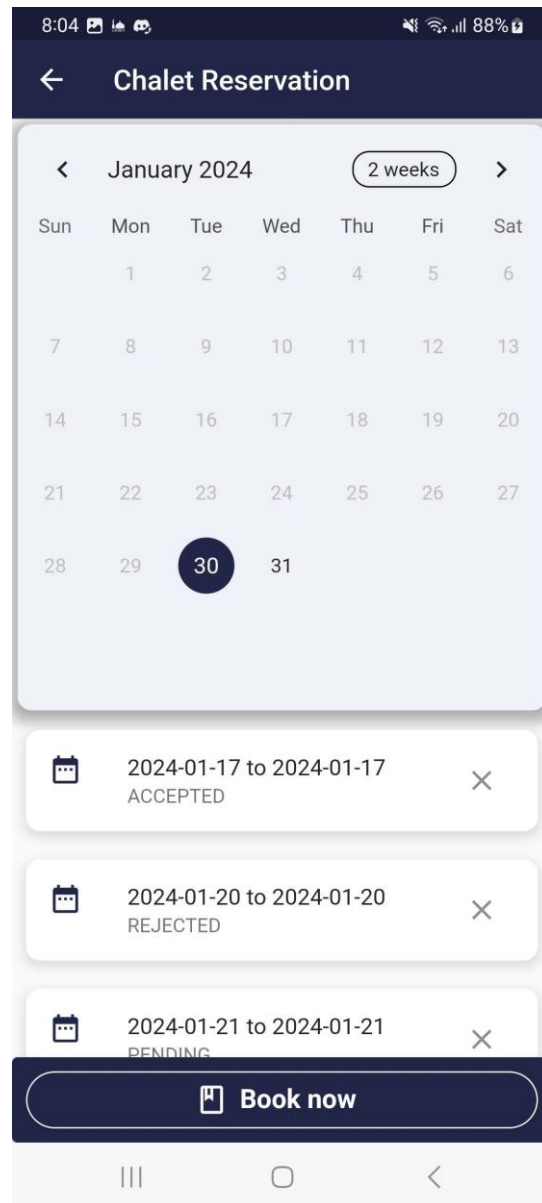 8:04 88%
Chalet Reservation
January 2024 2 weeks
Sun Mon Tue Wed Thu Fri Sat
1 2 3 4 5 6
7 8 9 10 11 12 13
14 15 16 17 18 19 20
21 22 23 24 25 26 27
28 29 30 31
2024-01-17 to 2024-01-17
ACCEPTED
2024-01-20 to 2024-01-20
REJECTED
2024-01-21 to 2024-01-21
PENDING
Book now